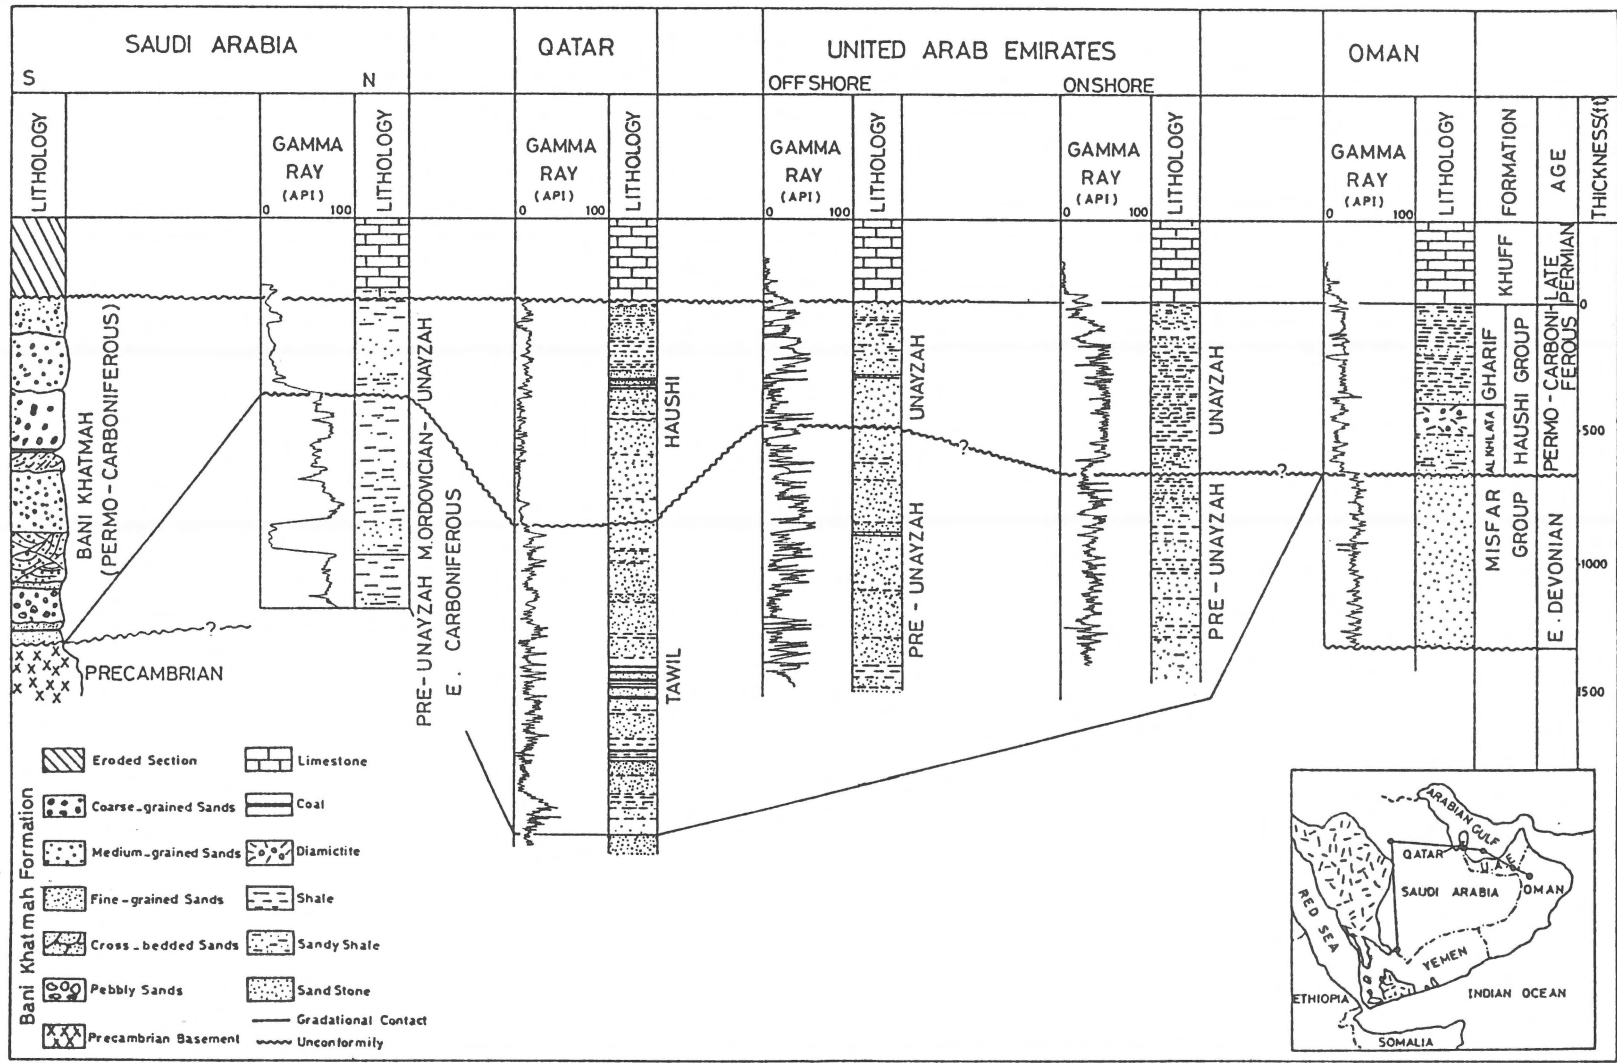 SAUDI ARABIA
QATAR
UNITED ARAB EMIRATES
OMAN
S
N
OFFSHORE
ONSHORE
LITHOLOGY
GAMMA
RAY
(API)
0 100
LITHOLOGY
GAMMA
RAY
(API)
0 100
LITHOLOGY
GAMMA
RAY
(API)
0 100
LITHOLOGY
GAMMA
RAY
(API)
0 100
LITHOLOGY
GAMMA
RAY
(API)
0 100
LITHOLOGY
FORMATION
AGE
THICKNESS(ft)
BANI KHATMAH
(PERMO-CARBONIFEROUS)
?
PRECAMBRIAN
PRE-UNAYZAH M.ORDOVICIAN-UNAYZAH
E. CARBONIFEROUS
HAUSHI
TAWIL
UNAYZAH
PRE-UNAYZAH
?
UNAYZAH
PRE-UNAYZAH
?
KHUFF
GHARIF
AL KHLATA
HAUSHI GROUP
MISFAR
GROUP
LATE
PERMIAN
PERMO-CARBONI-
FEROUS
E. DEVONIAN
0
500
1000
1500
Bani Khatmah Formation
Eroded Section
Coarse-grained Sands
Medium-grained Sands
Fine-grained Sands
Cross-bedded Sands
Pebbly Sands
Precambrian Basement
Limestone
Coal
Diamictite
Shale
Sandy Shale
Sand Stone
Gradational Contact
Unconformity
ARABIAN GULF
QATAR
U.A.E.
SAUDI ARABIA
OMAN
RED SEA
YEMEN
ETHIOPIA
INDIAN OCEAN
SOMALIA